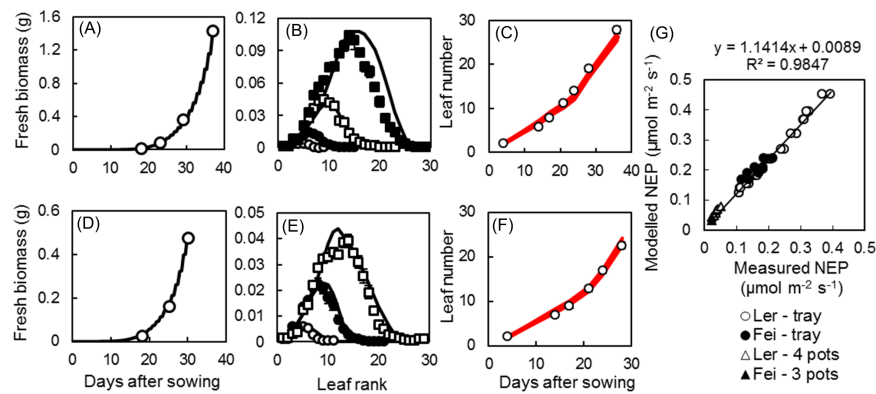 (A)
Fresh biomass (g)
1.6
1.2
0.8
0.4
0
0 10 20 30 40
(B)
0.12
0.09
0.06
0.03
0
0 10 20 30
(C)
Leaf number
30
20
10
0
0 10 20 30 40
(D)
Fresh biomass (g)
0.6
0.4
0.2
0
0 10 20 30 40
Days after sowing
(E)
0.05
0.04
0.03
0.02
0.01
0
0 10 20 30
Leaf rank
(F)
Leaf number
30
20
10
0
0 10 20 30
Days after sowing
(G)
y = 1.1414x + 0.0089
R² = 0.9847
Modelled NEP (µmol m⁻² s⁻¹)
0.5
0.4
0.3
0.2
0.1
0
0 0.1 0.2 0.3 0.4 0.5
Measured NEP
(µmol m⁻² s⁻¹)
Ler - tray
Fei - tray
Ler - 4 pots
Fei - 3 pots